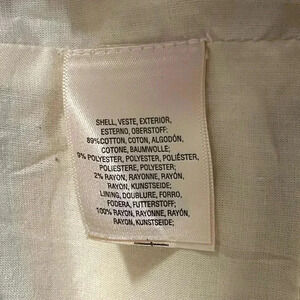 SHELL, VESTE, EXTERIOR,
ESTERNO, OBERSTOFF:
89%COTTON, COTON, ALGODÓN,
COTONE, BAUMWOLLE;
9% POLYESTER, POLYESTER, POLIÉSTER,
POLIESTERE, POLYESTER;
2% RAYON, RAYONNE, RAYÓN,
RAYON, KUNSTSEIDE;
LINING, DOUBLURE, FORRO,
FODERA, FUTTERSTOFF;
100% RAYON, RAYONNE, RAYÓN,
RAYON, KUNSTSEIDE;